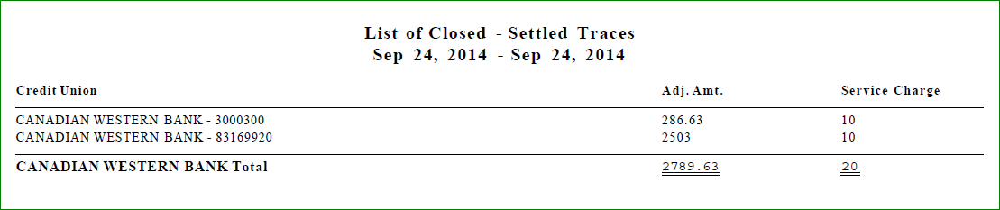 List of Closed - Settled Traces
Sep 24, 2014 - Sep 24, 2014
Credit Union Adj. Amt. Service Charge
CANADIAN WESTERN BANK - 3000300 286.63 10
CANADIAN WESTERN BANK - 83169920 2503 10
CANADIAN WESTERN BANK Total 2789.63 20